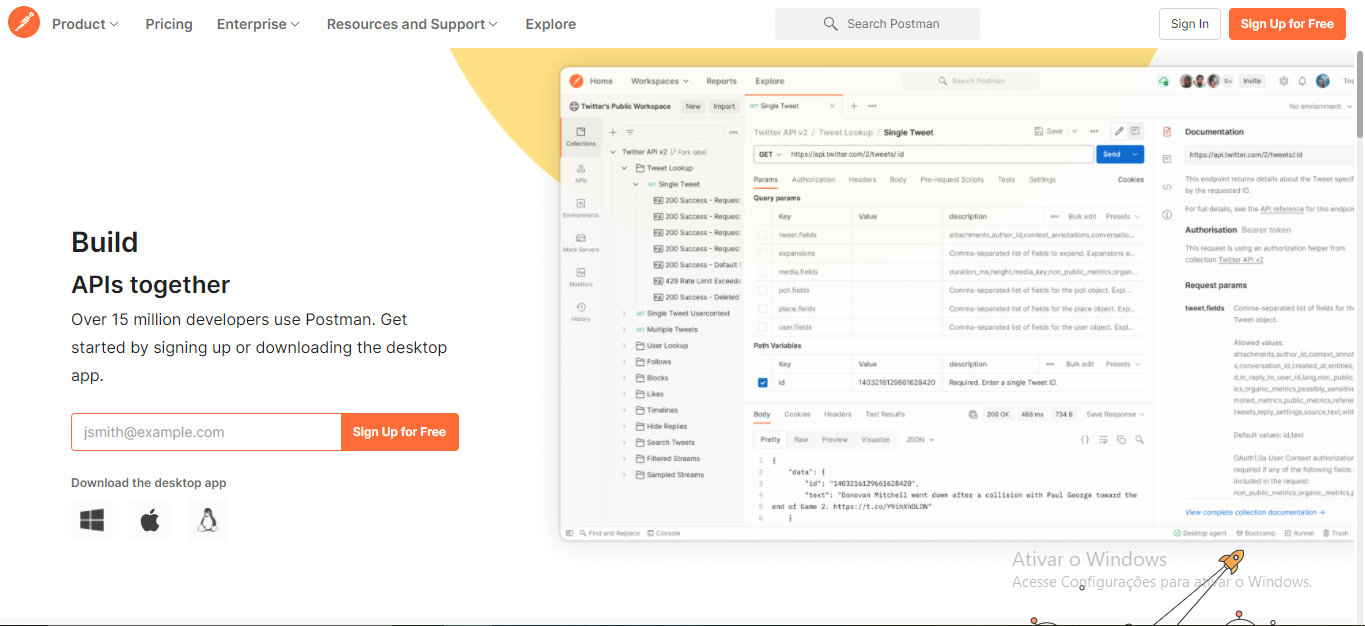 Product
Pricing
Enterprise
Resources and Support
Explore
Search Postman
Sign In
Sign Up for Free
Build
APIs together
Over 15 million developers use Postman. Get
started by signing up or downloading the desktop
app.
jsmith@example.com
Sign Up for Free
Download the desktop app
Home
Workspaces
Reports
Explore
Search Postman
9+
Invite
Twitter's Public Workspace
New
Import
GET Single Tweet
No enviornment
Collections
APIs
Environments
Mock Servers
Monitors
History
Twitter API v2
Fork label
Tweet Lookup
GET Single Tweet
200 Success - Request
200 Success - Request
200 Success - Request
200 Success - Request
200 Success - Default
429 Rate Limit Exceed
200 Success - Deleted
GET Single Tweet Usercontext
GET Multiple Tweets
User Lookup
Follows
Blocks
Likes
Timelines
Hide Replies
Search Tweets
Filtered Streams
Sampled Streams
Twitter API v2 / Tweet Lookup / Single Tweet
Save
GET
https://api.twitter.com/2/tweets/:id
Send
Params
Authorization
Headers
Body
Pre-request Scripts
Tests
Settings
Cookies
Query params
Key
Value
description
Bulk edit
Presets
tweet.fields
attachments,author_id,context_annotations,conversatio...
expansions
Comma-separated list of fields to expand. Expansions e...
media.fields
duration_ms,height,media_key,non_public_metrics,organ...
poll.fields
Comma-separated list of fields for the poll object. Expl...
place.fields
Comma-separated list of fields for the place object. Exp...
user.fields
Comma-separated list of fields for the user object. Expl...
Path Variables
Key
Value
description
Bulk edit
Presets
id
1403216129661628420
Required. Enter a single Tweet ID.
Body
Cookies
Headers
Test Results
200 OK
468 ms
734 B
Save Response
Pretty
Raw
Preview
Visualize
JSON
1 {
2 "data": {
3 "id": "1403216129661628420",
4 "text": "Donovan Mitchell went down after a collision with Paul George toward the
5 end of Game 2. https://t.co/Y9ihXhDLON"
6 }
Find and Replace
Console
Documentation
https://api.twitter.com/2/tweets/:id
This endpoint returns details about the Tweet specif
by the requested ID.
For full details, see the API reference for this endpoin
Authorisation Bearer token
This request is using an authorization helper from
collection Twitter API v2
Request params
tweet.fields
Comma-separated list of fields for the
Tweet object.
Allowed values:
attachments,author_id,context_annot
s,conversation_id,created_at,entities,
d,in_reply_to_user_id,lang,non_public_
ics,organic_metrics,possibly_sensitive
moted_metrics,public_metrics,referen
tweets,reply_settings,source,text,with
Default values: id,text
OAuth1.0a User Context authorization
required if any of the following fields
included in the request:
non_public_metrics,organic_metrics,p
View complete collection documentation →
Desktop agent
Bootcamp
Runner
Trash
Ativar o Windows
Acesse Configurações para ativar o Windows.